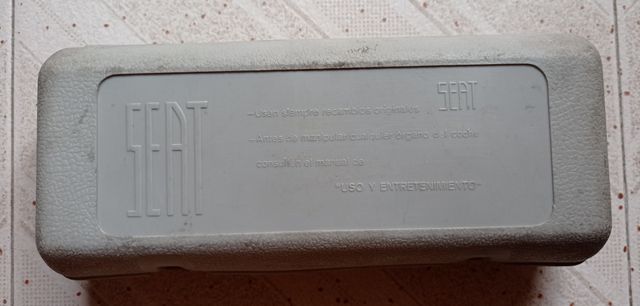 SEAT
-Usen siempre recambios originales SEAT
-Antes de manipular cualquier órgano del coche
consulten el manual de
"USO Y ENTRETENIMIENTO"